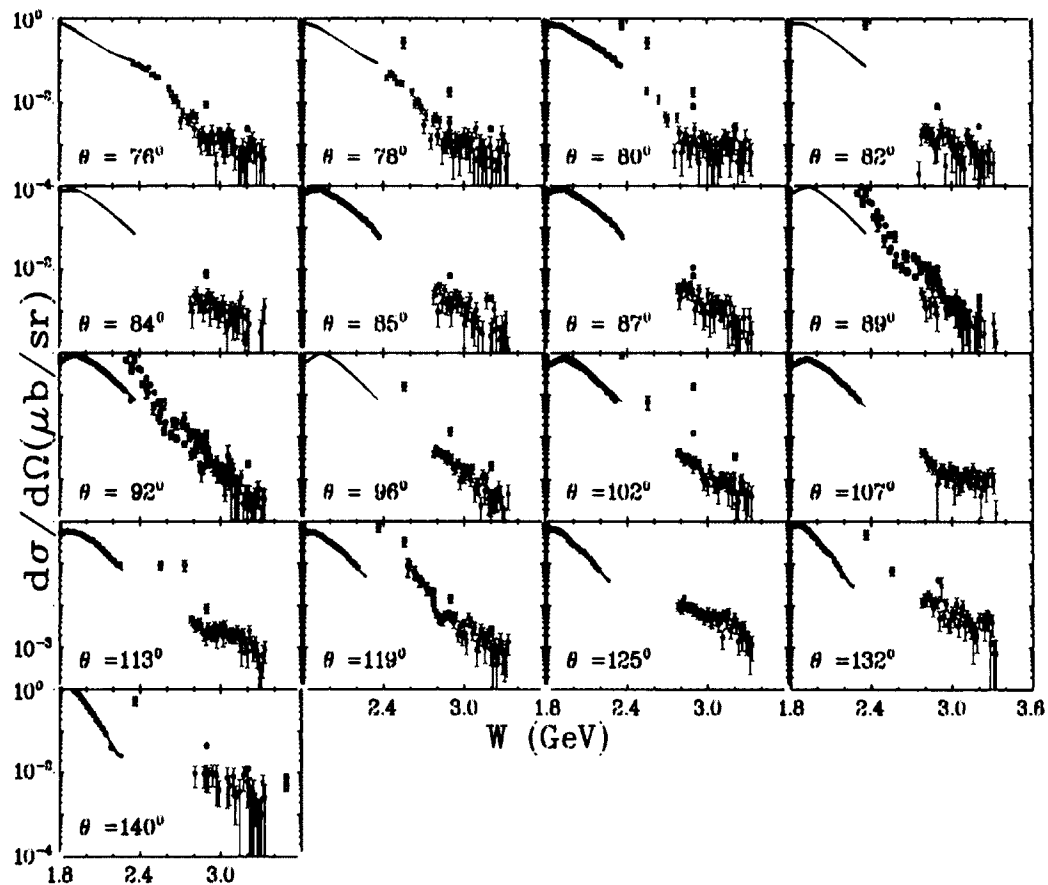 10⁰
10⁻²
θ = 76⁰
θ = 78⁰
θ = 80⁰
θ = 82⁰
10⁻⁴
10⁻²
θ = 84⁰
θ = 85⁰
θ = 87⁰
θ = 89⁰
dσ/dΩ(μb/sr)
θ = 92⁰
θ = 96⁰
θ =102⁰
θ =107⁰
10⁻³
θ =113⁰
θ =119⁰
θ =125⁰
θ =132⁰
10⁰
2.4 3.0 1.8 2.4 3.0 1.8 2.4 3.0 3.6
W (GeV)
10⁻²
θ =140⁰
10⁻⁴
1.8 2.4 3.0